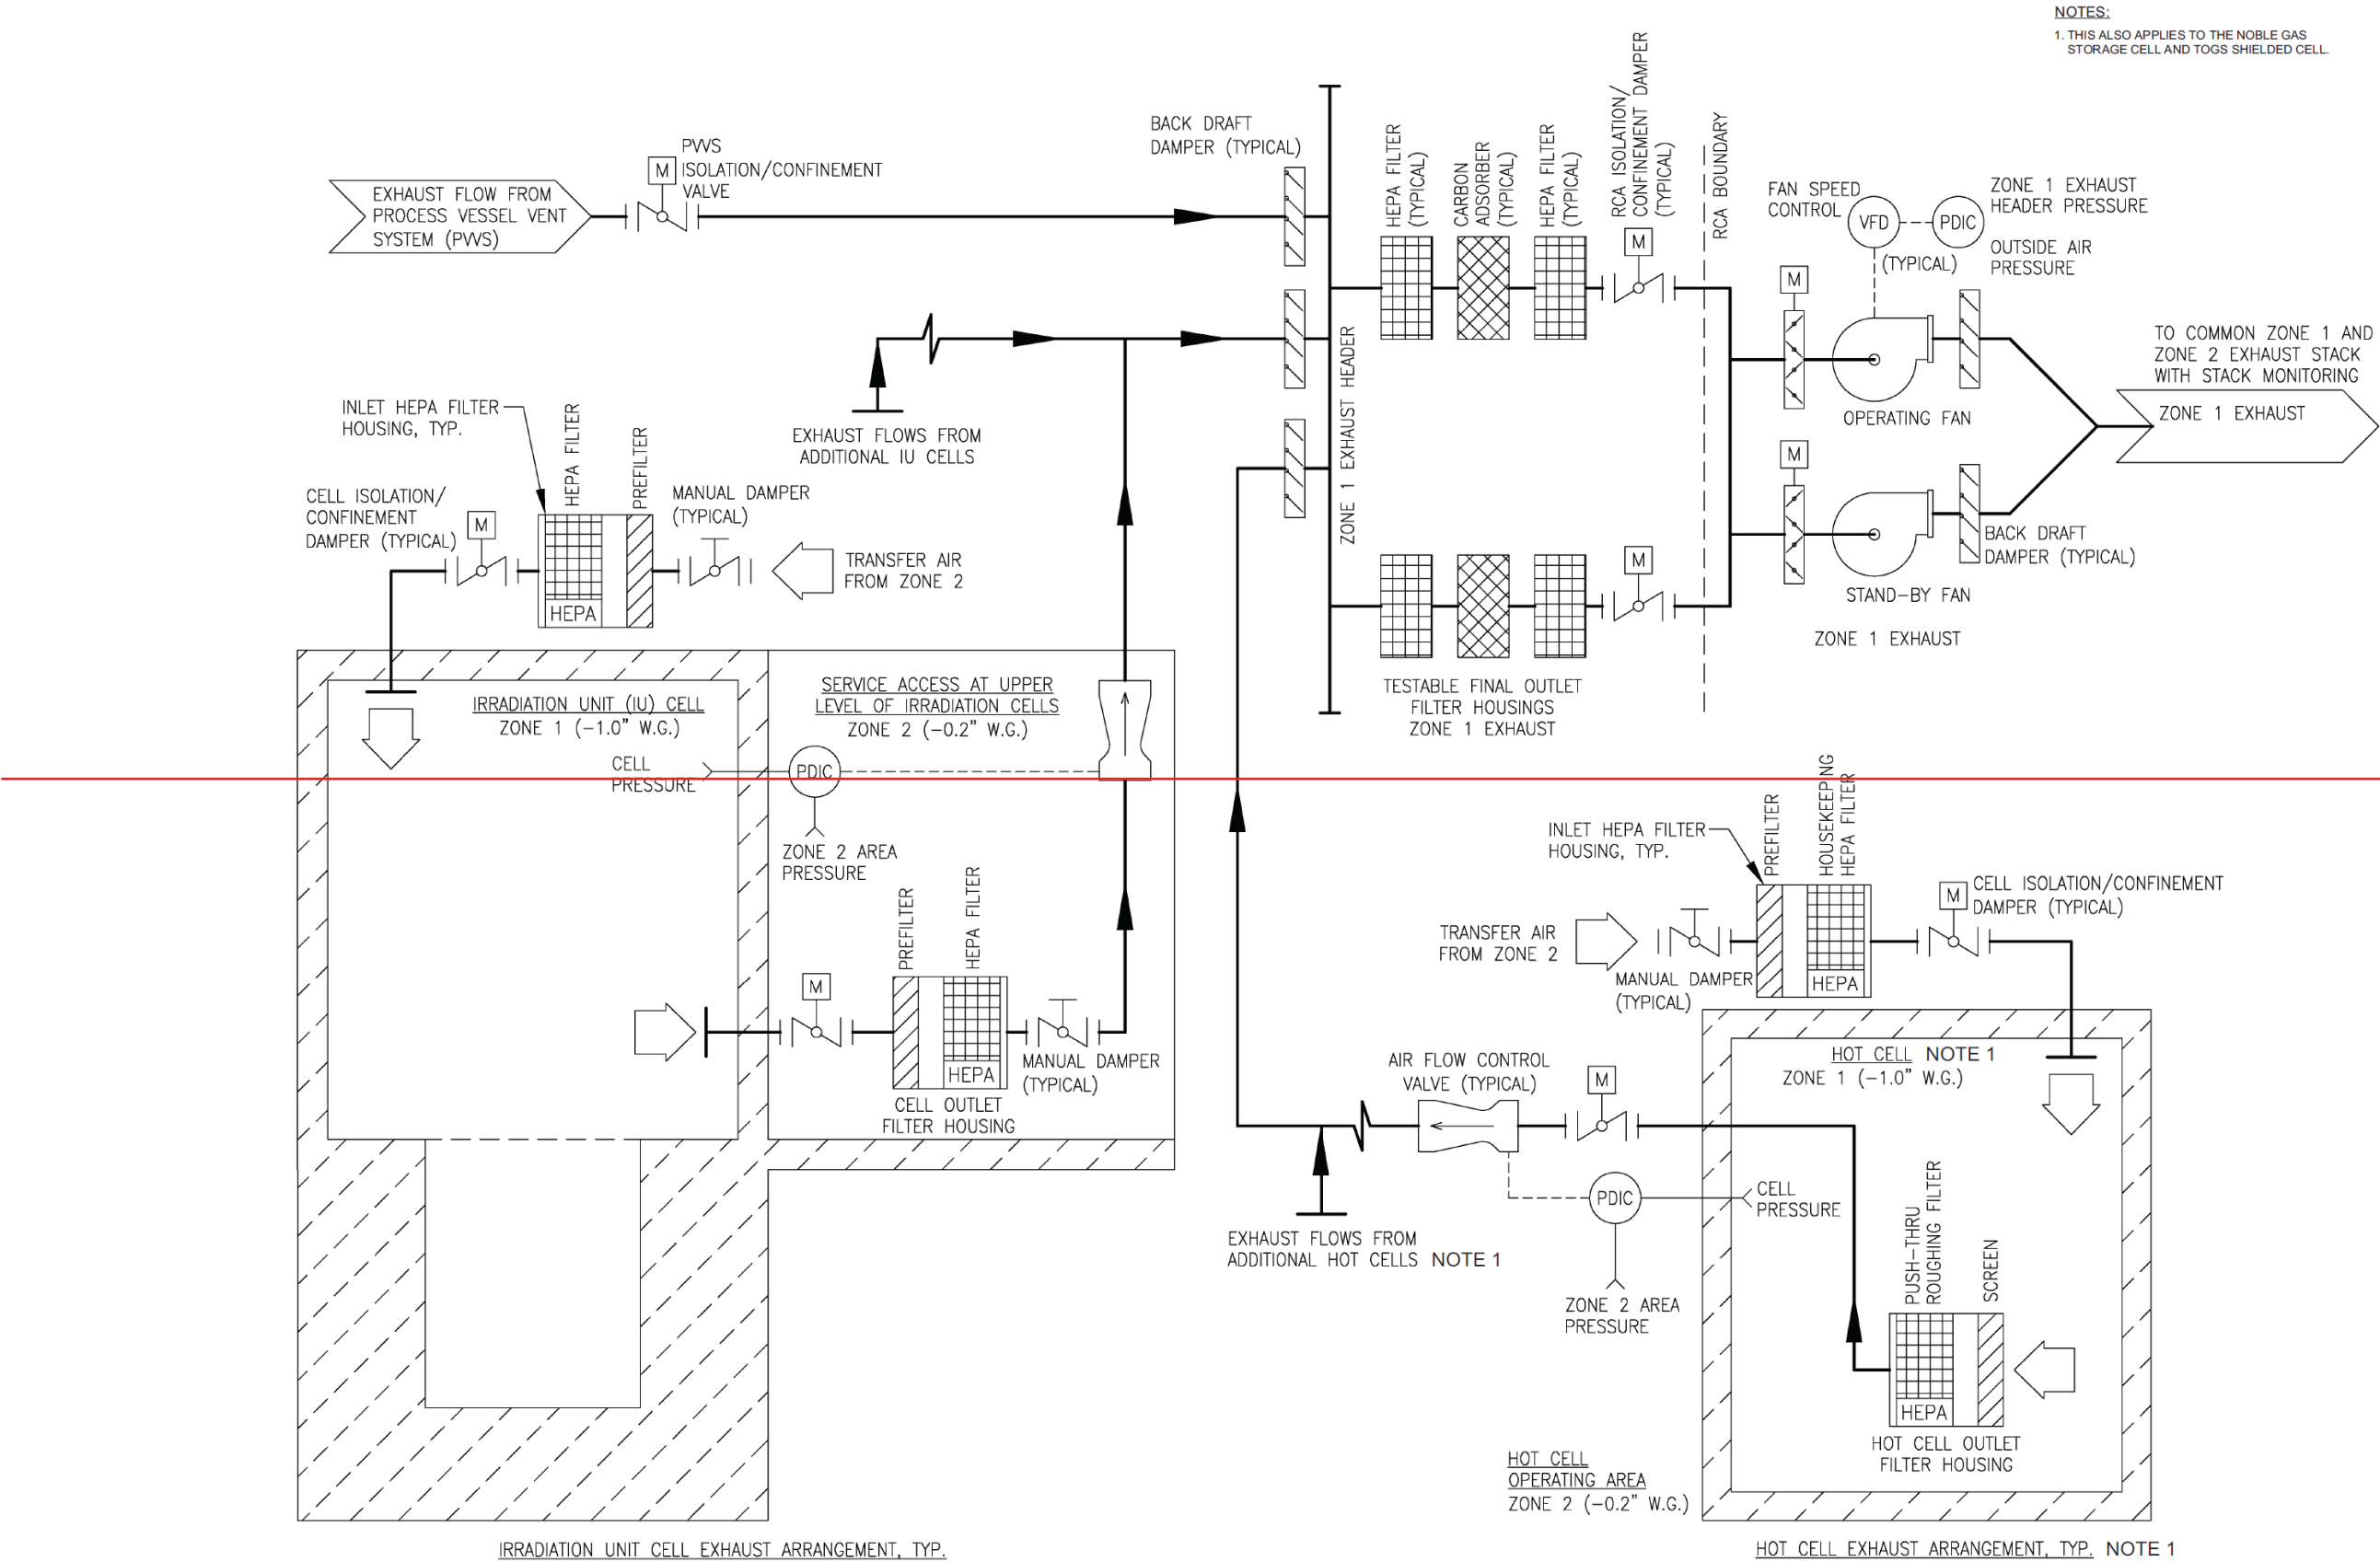 NOTES:
1. THIS ALSO APPLIES TO THE NOBLE GAS
STORAGE CELL AND TOGS SHIELDED CELL.
EXHAUST FLOW FROM
PROCESS VESSEL VENT
SYSTEM (PVVS)
M
PVVS
ISOLATION/CONFINEMENT
VALVE
BACK DRAFT
DAMPER (TYPICAL)
HEPA FILTER
(TYPICAL)
CARBON
ADSORBER
(TYPICAL)
HEPA FILTER
(TYPICAL)
RCA ISOLATION/
CONFINEMENT DAMPER
(TYPICAL)
M
RCA BOUNDARY
FAN SPEED
CONTROL
VFD
PDIC
(TYPICAL)
ZONE 1 EXHAUST
HEADER PRESSURE
OUTSIDE AIR
PRESSURE
M
OPERATING FAN
TO COMMON ZONE 1 AND
ZONE 2 EXHAUST STACK
WITH STACK MONITORING
ZONE 1 EXHAUST
M
BACK DRAFT
DAMPER (TYPICAL)
STAND-BY FAN
ZONE 1 EXHAUST
ZONE 1 EXHAUST HEADER
M
TESTABLE FINAL OUTLET
FILTER HOUSINGS
ZONE 1 EXHAUST
EXHAUST FLOWS FROM
ADDITIONAL IU CELLS
INLET HEPA FILTER
HOUSING, TYP.
HEPA FILTER
PREFILTER
CELL ISOLATION/
CONFINEMENT
DAMPER (TYPICAL)
M
HEPA
MANUAL DAMPER
(TYPICAL)
TRANSFER AIR
FROM ZONE 2
IRRADIATION UNIT (IU) CELL
ZONE 1 (-1.0" W.G.)
SERVICE ACCESS AT UPPER
LEVEL OF IRRADIATION CELLS
ZONE 2 (-0.2" W.G.)
CELL
PRESSURE
PDIC
ZONE 2 AREA
PRESSURE
PREFILTER
HEPA FILTER
M
HEPA
MANUAL DAMPER
(TYPICAL)
CELL OUTLET
FILTER HOUSING
IRRADIATION UNIT CELL EXHAUST ARRANGEMENT, TYP.
INLET HEPA FILTER
HOUSING, TYP.
PREFILTER
HOUSEKEEPING
HEPA FILTER
TRANSFER AIR
FROM ZONE 2
MANUAL DAMPER
(TYPICAL)
HEPA
M
CELL ISOLATION/CONFINEMENT
DAMPER (TYPICAL)
HOT CELL NOTE 1
ZONE 1 (-1.0" W.G.)
AIR FLOW CONTROL
VALVE (TYPICAL)
M
PDIC
CELL
PRESSURE
EXHAUST FLOWS FROM
ADDITIONAL HOT CELLS NOTE 1
ZONE 2 AREA
PRESSURE
PUSH-THRU
ROUGHING FILTER
SCREEN
HEPA
HOT CELL OUTLET
FILTER HOUSING
HOT CELL
OPERATING AREA
ZONE 2 (-0.2" W.G.)
HOT CELL EXHAUST ARRANGEMENT, TYP. NOTE 1